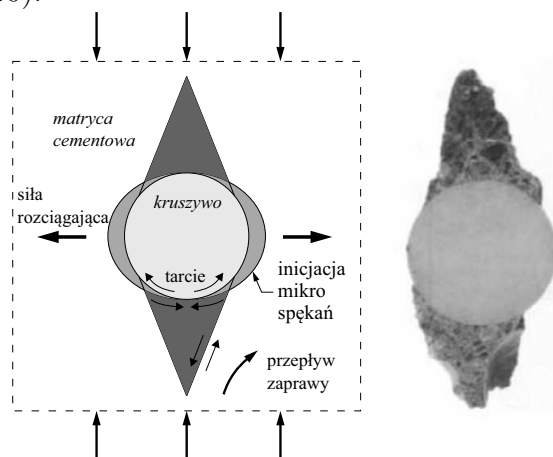 matryca
cementowa
siła
rozciągająca
kruszywo
tarcie
inicjacja
mikro
spękań
przepływ
zaprawy